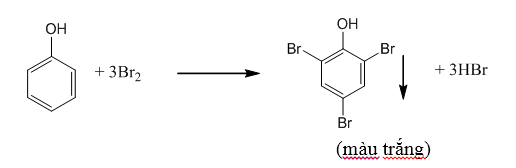 OH
+ 3Br2
OH
Br
Br
Br
+ 3HBr
(màu trắng)